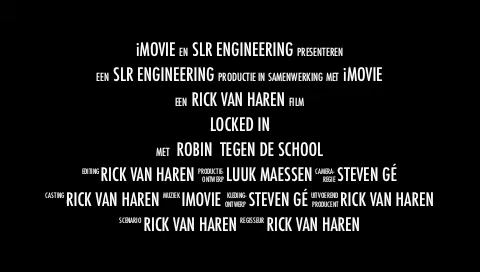 iMOVIE EN SLR ENGINEERING PRESENTEREN
EEN SLR ENGINEERING PRODUCTIE IN SAMENWERKING MET iMOVIE
EEN RICK VAN HAREN FILM
LOCKED IN
MET ROBIN TEGEN DE SCHOOL
EDITING RICK VAN HAREN PRODUCTIE-ONTWERP LUUK MAESSEN CAMERA-REGIE STEVEN GÉ
CASTING RICK VAN HAREN MUZIEK IMOVIE KLEDING-ONTWERP STEVEN GÉ UITVOEREND PRODUCENT RICK VAN HAREN
SCENARIO RICK VAN HAREN REGISSEUR RICK VAN HAREN